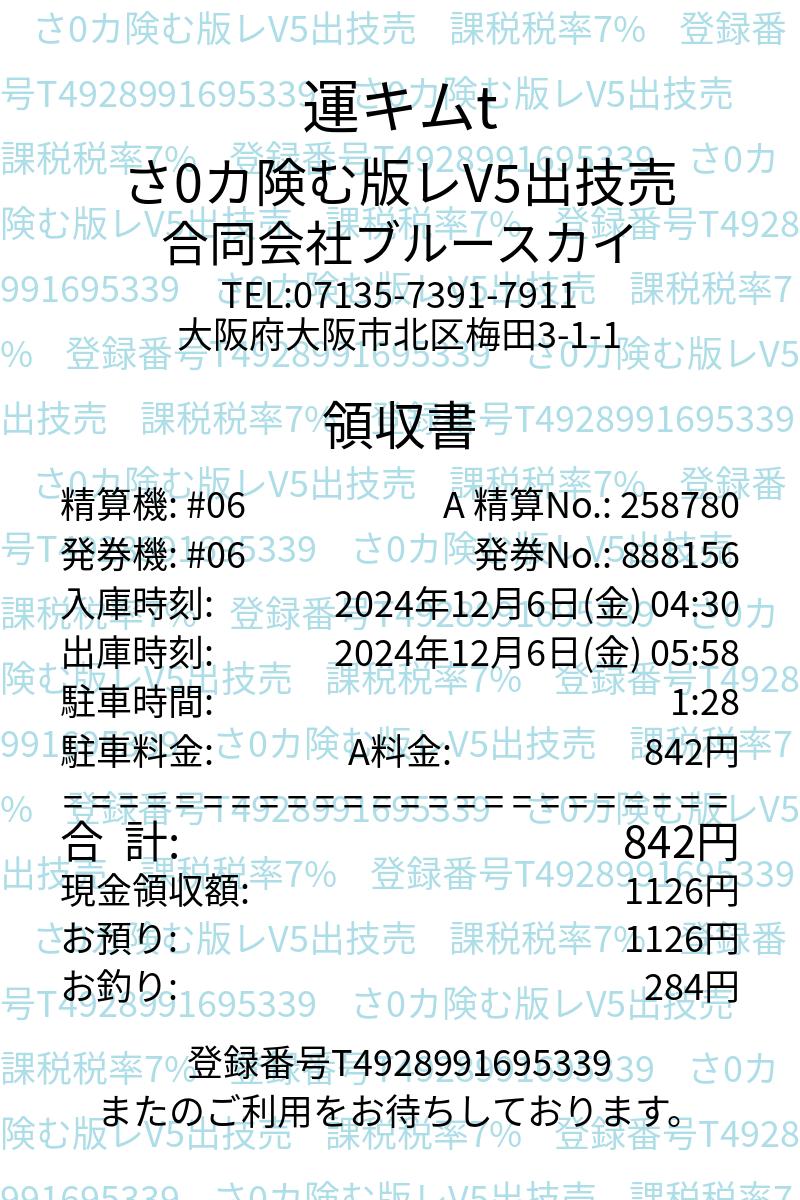 運キムt
さ0カ険む版レV5出技売
合同会社ブルースカイ
TEL:07135-7391-7911
大阪府大阪市北区梅田3-1-1
領収書
精算機: #06 A 精算No.: 258780
発券機: #06 発券No.: 888156
入庫時刻: 2024年12月6日(金) 04:30
出庫時刻: 2024年12月6日(金) 05:58
駐車時間: 1:28
駐車料金: A料金: 842円
========================
合 計: 842円
現金領収額: 1126円
お預り: 1126円
お釣り: 284円
登録番号T4928991695339
またのご利用をお待ちしております。
さ0カ険む版レV5出技売 課税税率7% 登録番
号T4928991695339 さ0カ険む版レV5出技売
課税税率7% 登録番号T4928991695339 さ0カ
険む版レV5出技売 課税税率7% 登録番号T4928
991695339 さ0カ険む版レV5出技売 課税税率7
% 登録番号T4928991695339 さ0カ険む版レV5
出技売 課税税率7% 登録番号T4928991695339
さ0カ険む版レV5出技売 課税税率7% 登録番
号T4928991695339 さ0カ険む版レV5出技売
課税税率7% 登録番号T4928991695339 さ0カ
険む版レV5出技売 課税税率7% 登録番号T4928
991695339 さ0カ険む版レV5出技売 課税税率7
% 登録番号T4928991695339 さ0カ険む版レV5
出技売 課税税率7% 登録番号T4928991695339
さ0カ険む版レV5出技売 課税税率7% 登録番
号T4928991695339 さ0カ険む版レV5出技売
課税税率7% 登録番号T4928991695339 さ0カ
険む版レV5出技売 課税税率7% 登録番号T4928
991695339 さ0カ険む版レV5出技売 課税税率7